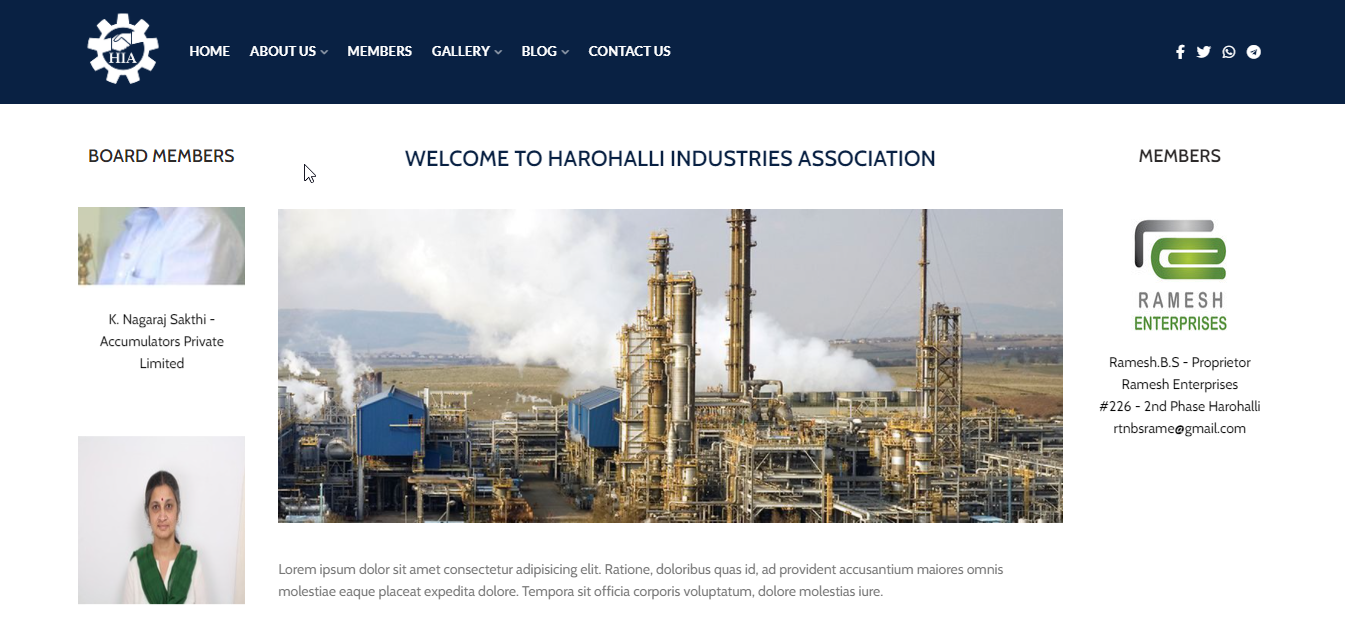 HIA
HOME ABOUT US MEMBERS GALLERY BLOG CONTACT US
BOARD MEMBERS
K. Nagaraj Sakthi -
Accumulators Private
Limited
WELCOME TO HAROHALLI INDUSTRIES ASSOCIATION
Lorem ipsum dolor sit amet consectetur adipisicing elit. Ratione, doloribus quas id, ad provident accusantium maiores omnis
molestiae eaque placeat expedita dolore. Tempora sit officia corporis voluptatum, dolore molestias iure.
MEMBERS
RAMESH
ENTERPRISES
Ramesh.B.S - Proprietor
Ramesh Enterprises
#226 - 2nd Phase Harohalli
rtnbsrame@gmail.com